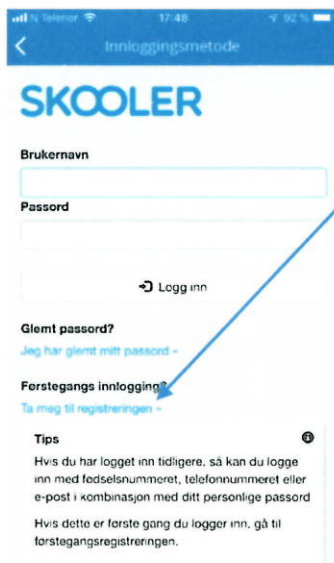 N Telenor 17:48 92 %
Innloggingsmetode
SKOOLER
Brukernavn
Passord
Logg inn
Glemt passord?
Jeg har glemt mitt passord -
Førstegangs innlogging?
Ta meg til registreringen -
Tips
Hvis du har logget inn tidligere, så kan du logge
inn med fødselsnummeret, telefonnummeret eller
e-post i kombinasjon med ditt personlige passord
Hvis dette er første gang du logger inn, gå til
førstegangsregistreringen.